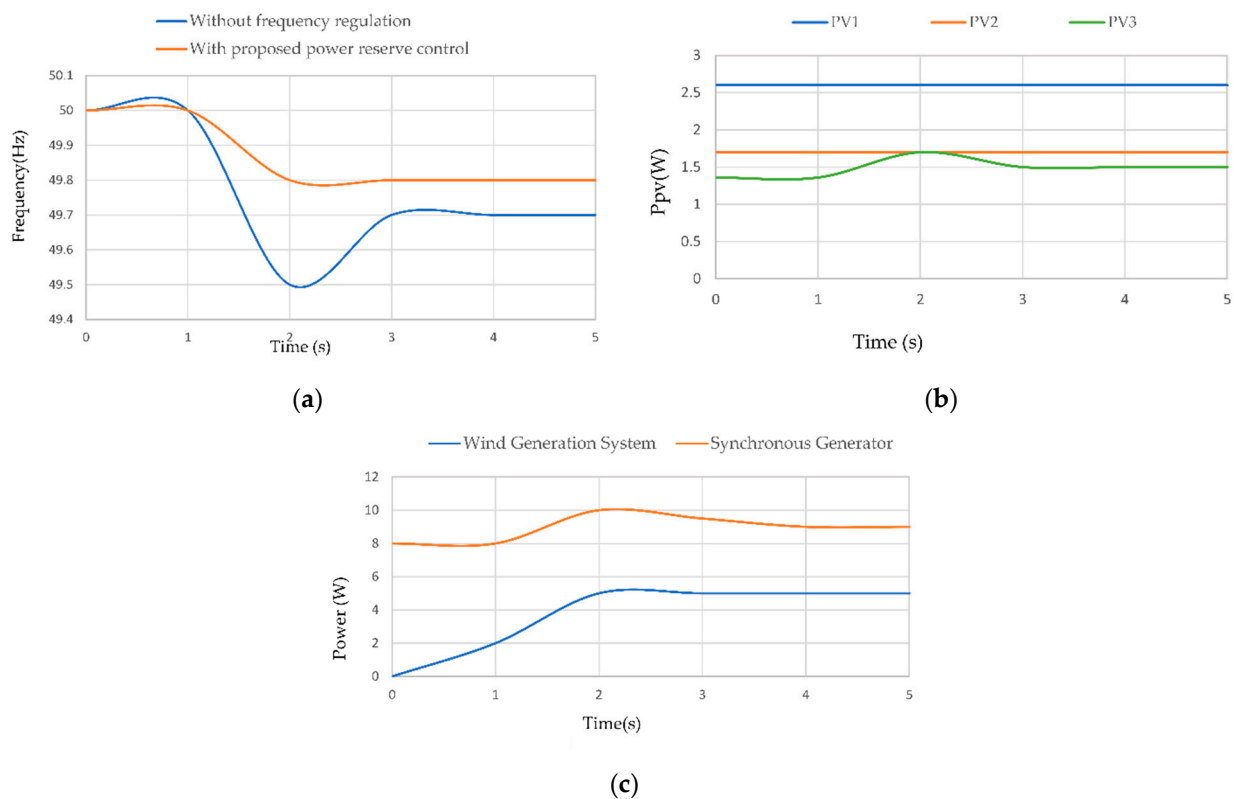 Without frequency regulation
With proposed power reserve control
50.1
50
49.9
49.8
49.7
49.6
49.5
49.4
Frequency(Hz)
0 1 2 3 4 5
Time (s)
(a)
PV1 PV2 PV3
3
2.5
2
1.5
1
0.5
0
Ppv(W)
0 1 2 3 4 5
Time (s)
(b)
Wind Generation System Synchronous Generator
12
10
8
6
4
2
0
Power (W)
0 1 2 3 4 5
Time(s)
(c)